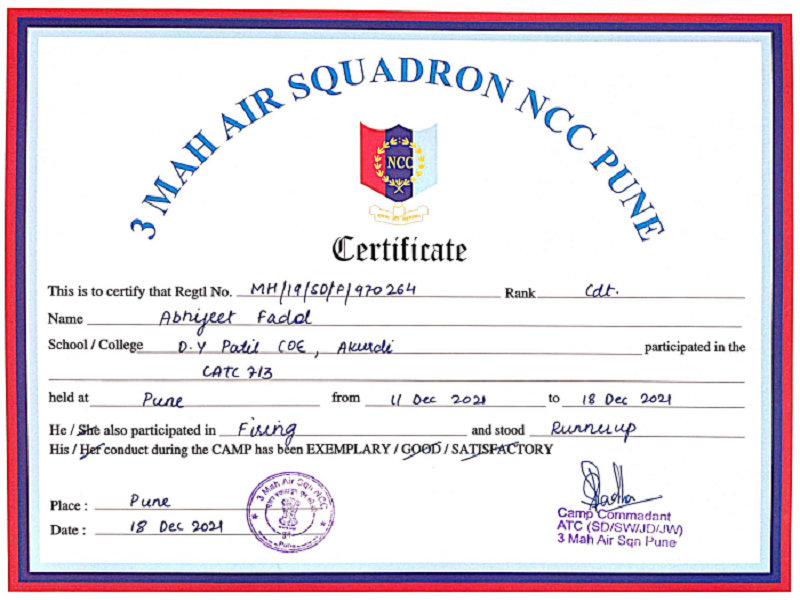 3 MAH AIR SQUADRON NCC PUNE
NCC
Certificate
This is to certify that Regtl No. MH/19/SD/A/970264 Rank Cdt.
Name Abhijeet Fadol
School / College D.Y Patil COE, Akurdi participated in the
CATC 713
held at Pune from 11 Dec 2021 to 18 Dec 2021
He / She also participated in Firing and stood Runnerup
His / Her conduct during the CAMP has been EXEMPLARY / GOOD / SATISFACTORY
Place : Pune
Date : 18 Dec 2021
3 Mah Air Sqn NCC
Pune
Camp Commadant
ATC (SD/SW/JD/JW)
3 Mah Air Sqn Pune